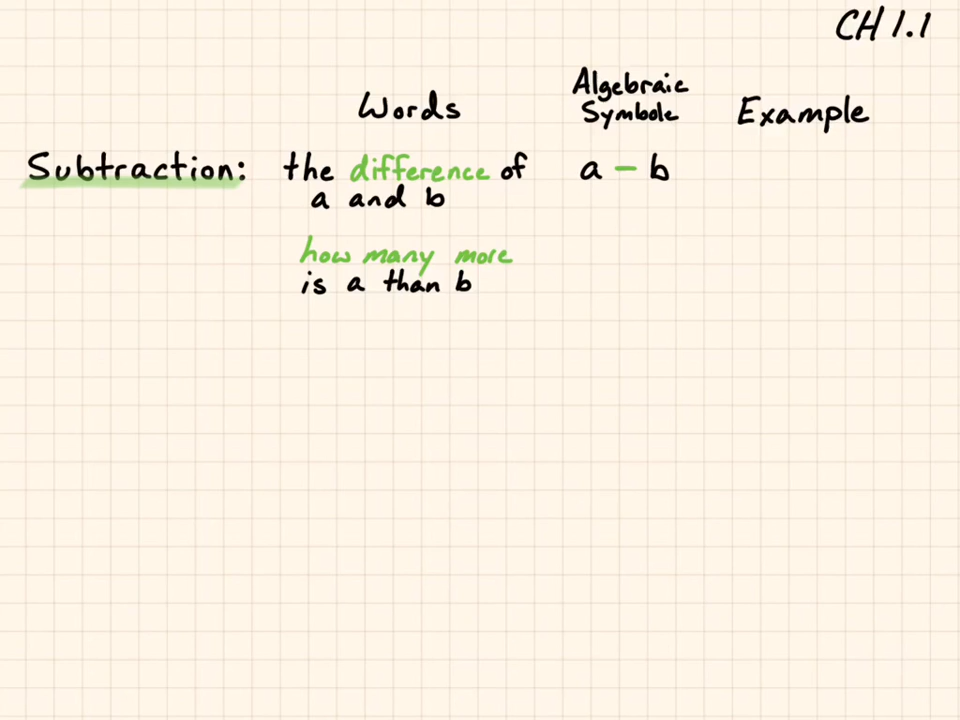 CH 1.1
Words
Algebraic
Symbols
Example
Subtraction: the difference of a - b
a and b
how many more
is a than b